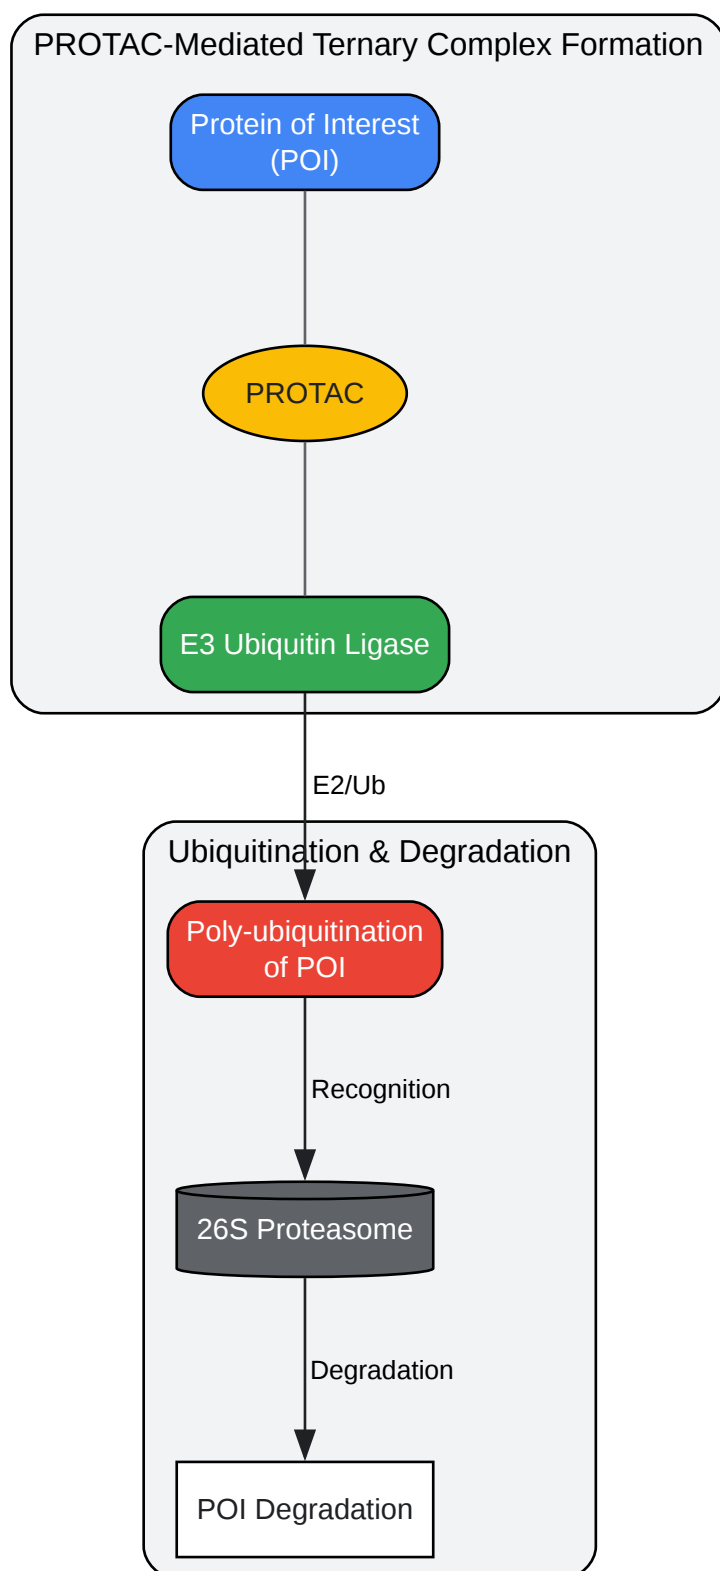 PROTAC-Mediated Ternary Complex Formation
Protein of Interest
(POI)
PROTAC
E3 Ubiquitin Ligase
E2/Ub
Ubiquitination & Degradation
Poly-ubiquitination
of POI
Recognition
26S Proteasome
Degradation
POI Degradation